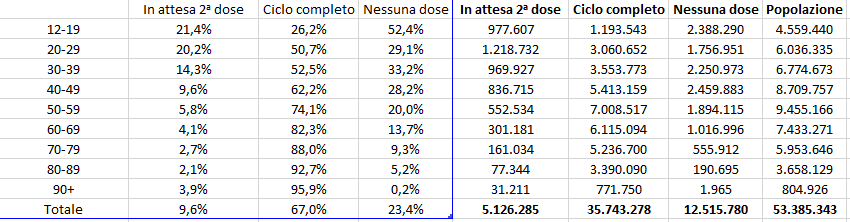 In attesa 2ª dose Ciclo completo Nessuna dose In attesa 2ª dose Ciclo completo Nessuna dose Popolazione
12-19 21,4% 26,2% 52,4% 977.607 1.193.543 2.388.290 4.559.440
20-29 20,2% 50,7% 29,1% 1.218.732 3.060.652 1.756.951 6.036.335
30-39 14,3% 52,5% 33,2% 969.927 3.553.773 2.250.973 6.774.673
40-49 9,6% 62,2% 28,2% 836.715 5.413.159 2.459.883 8.709.757
50-59 5,8% 74,1% 20,0% 552.534 7.008.517 1.894.115 9.455.166
60-69 4,1% 82,3% 13,7% 301.181 6.115.094 1.016.996 7.433.271
70-79 2,7% 88,0% 9,3% 161.034 5.236.700 555.912 5.953.646
80-89 2,1% 92,7% 5,2% 77.344 3.390.090 190.695 3.658.129
90+ 3,9% 95,9% 0,2% 31.211 771.750 1.965 804.926
Totale 9,6% 67,0% 23,4% 5.126.285 35.743.278 12.515.780 53.385.343